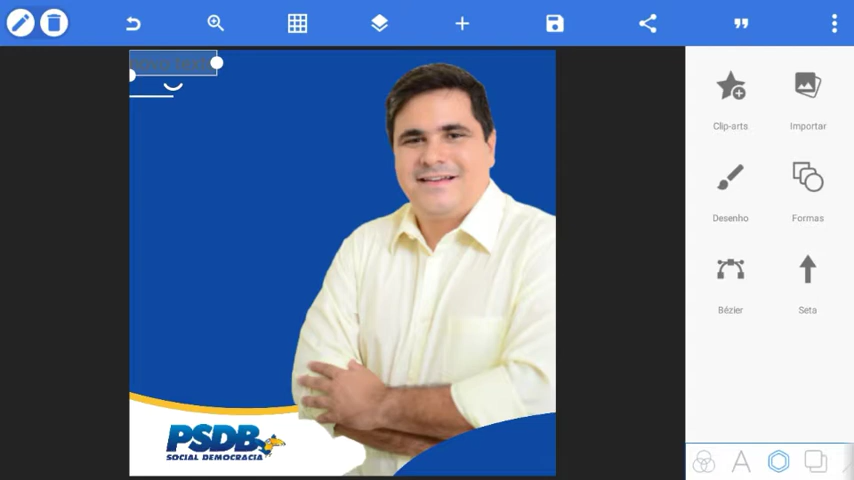 Clip-arts
Importar
Desenho
Formas
Bézier
Seta
PSDB
SOCIAL DEMOCRACIA
A